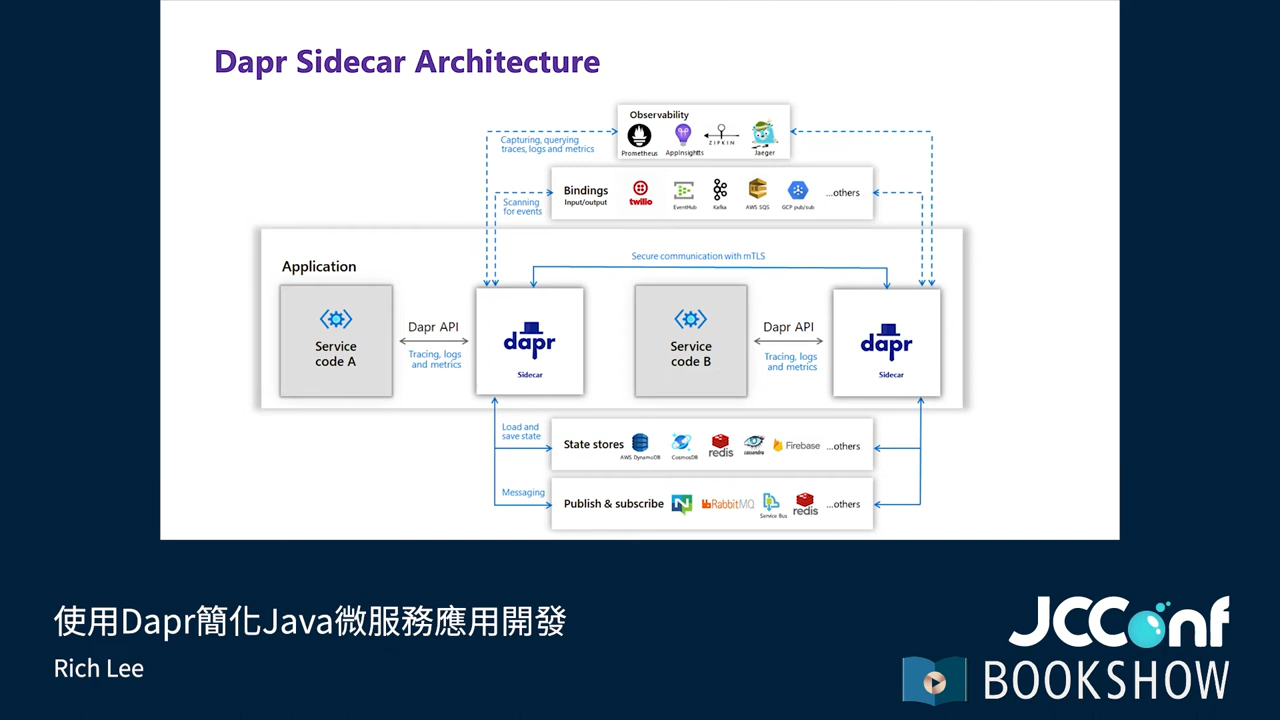 Dapr Sidecar Architecture
Observability
Prometheus
AppInsights
ZIPKIN
Jaeger
Capturing, querying
traces, logs and metrics
Bindings
Input/output
twilio
EventHub
Kafka
AWS SQS
GCP pub/sub
...others
Scanning
for events
Secure communication with mTLS
Application
Service
code A
Dapr API
Tracing, logs
and metrics
dapr
Sidecar
Service
code B
Dapr API
Tracing, logs
and metrics
dapr
Sidecar
Load and
save state
State stores
AWS DynamoDB
CosmosDB
redis
cassandra
Firebase
...others
Messaging
Publish & subscribe
RabbitMQ
Service Bus
redis
...others
使用Dapr簡化Java微服務應用開發
Rich Lee
JCConf
BOOKSHOW